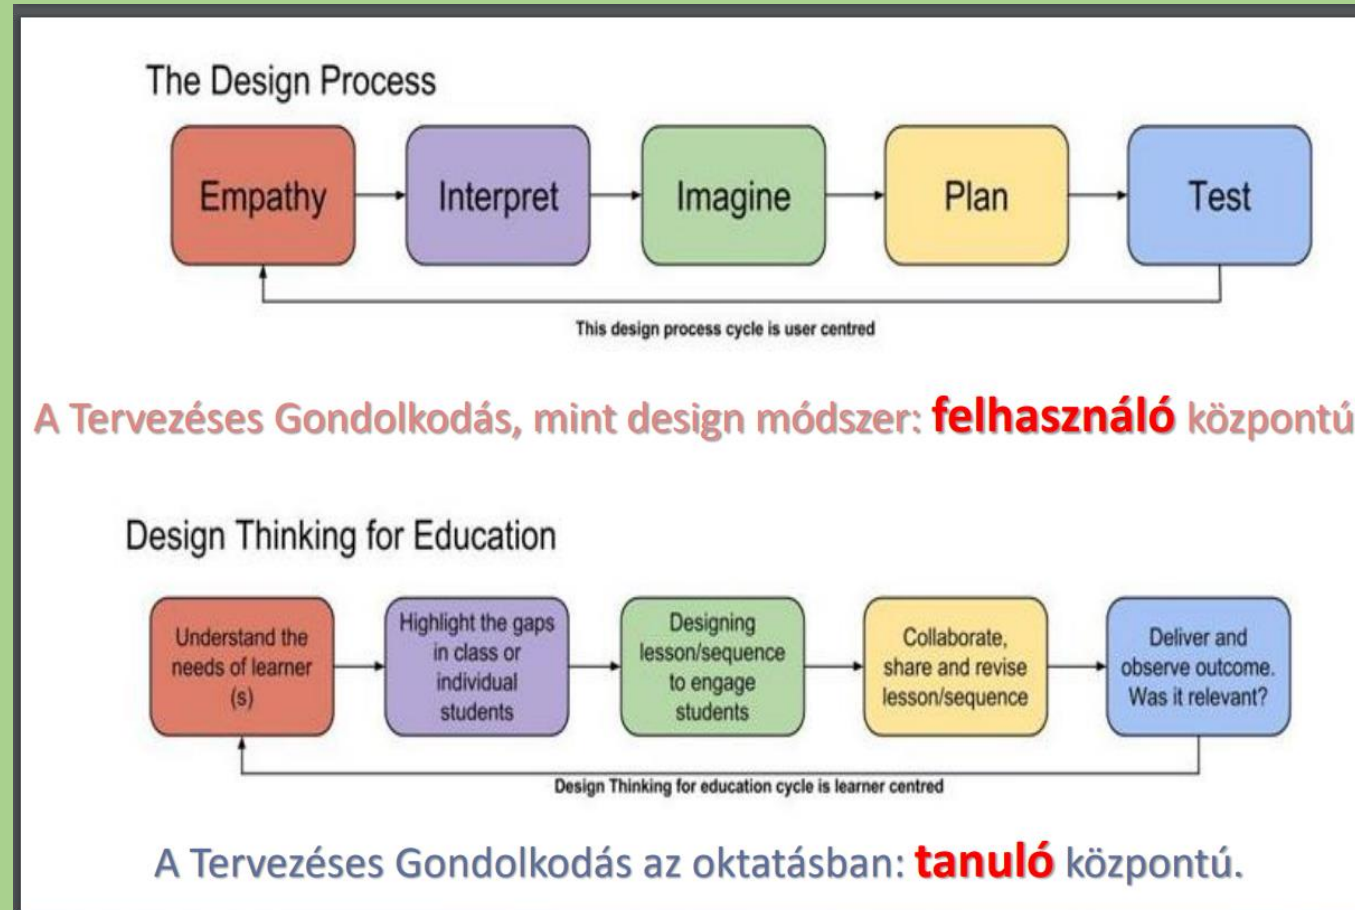 The Design Process
Empathy
Interpret
Imagine
Plan
Test
This design process cycle is user centred
A Tervezéses Gondolkodás, mint design módszer: felhasználó központú
Design Thinking for Education
Understand the
needs of learner
(s)
Highlight the gaps
in class or
individual
students
Designing
lesson/sequence
to engage
students
Collaborate,
share and revise
lesson/sequence
Deliver and
observe outcome.
Was it relevant?
Design Thinking for education cycle is learner centred
A Tervezéses Gondolkodás az oktatásban: tanuló központú.